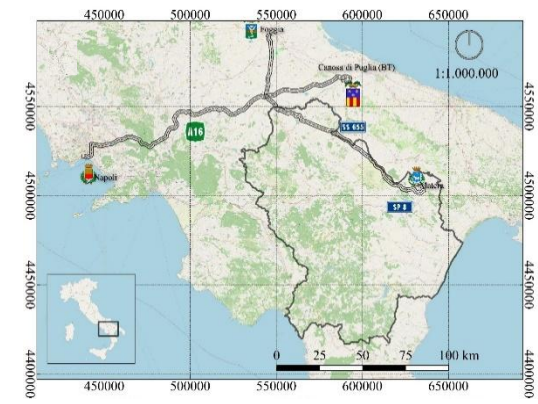 450000 500000 550000 600000 650000
Foggia
Canosa di Puglia (BT)
1:1.000.000
4550000 4550000
A16
SS 655
Napoli
Matera
4500000 4500000
SP 8
4450000 4450000
0 25 50 75 100 km
4400000 4400000
450000 500000 550000 600000 650000